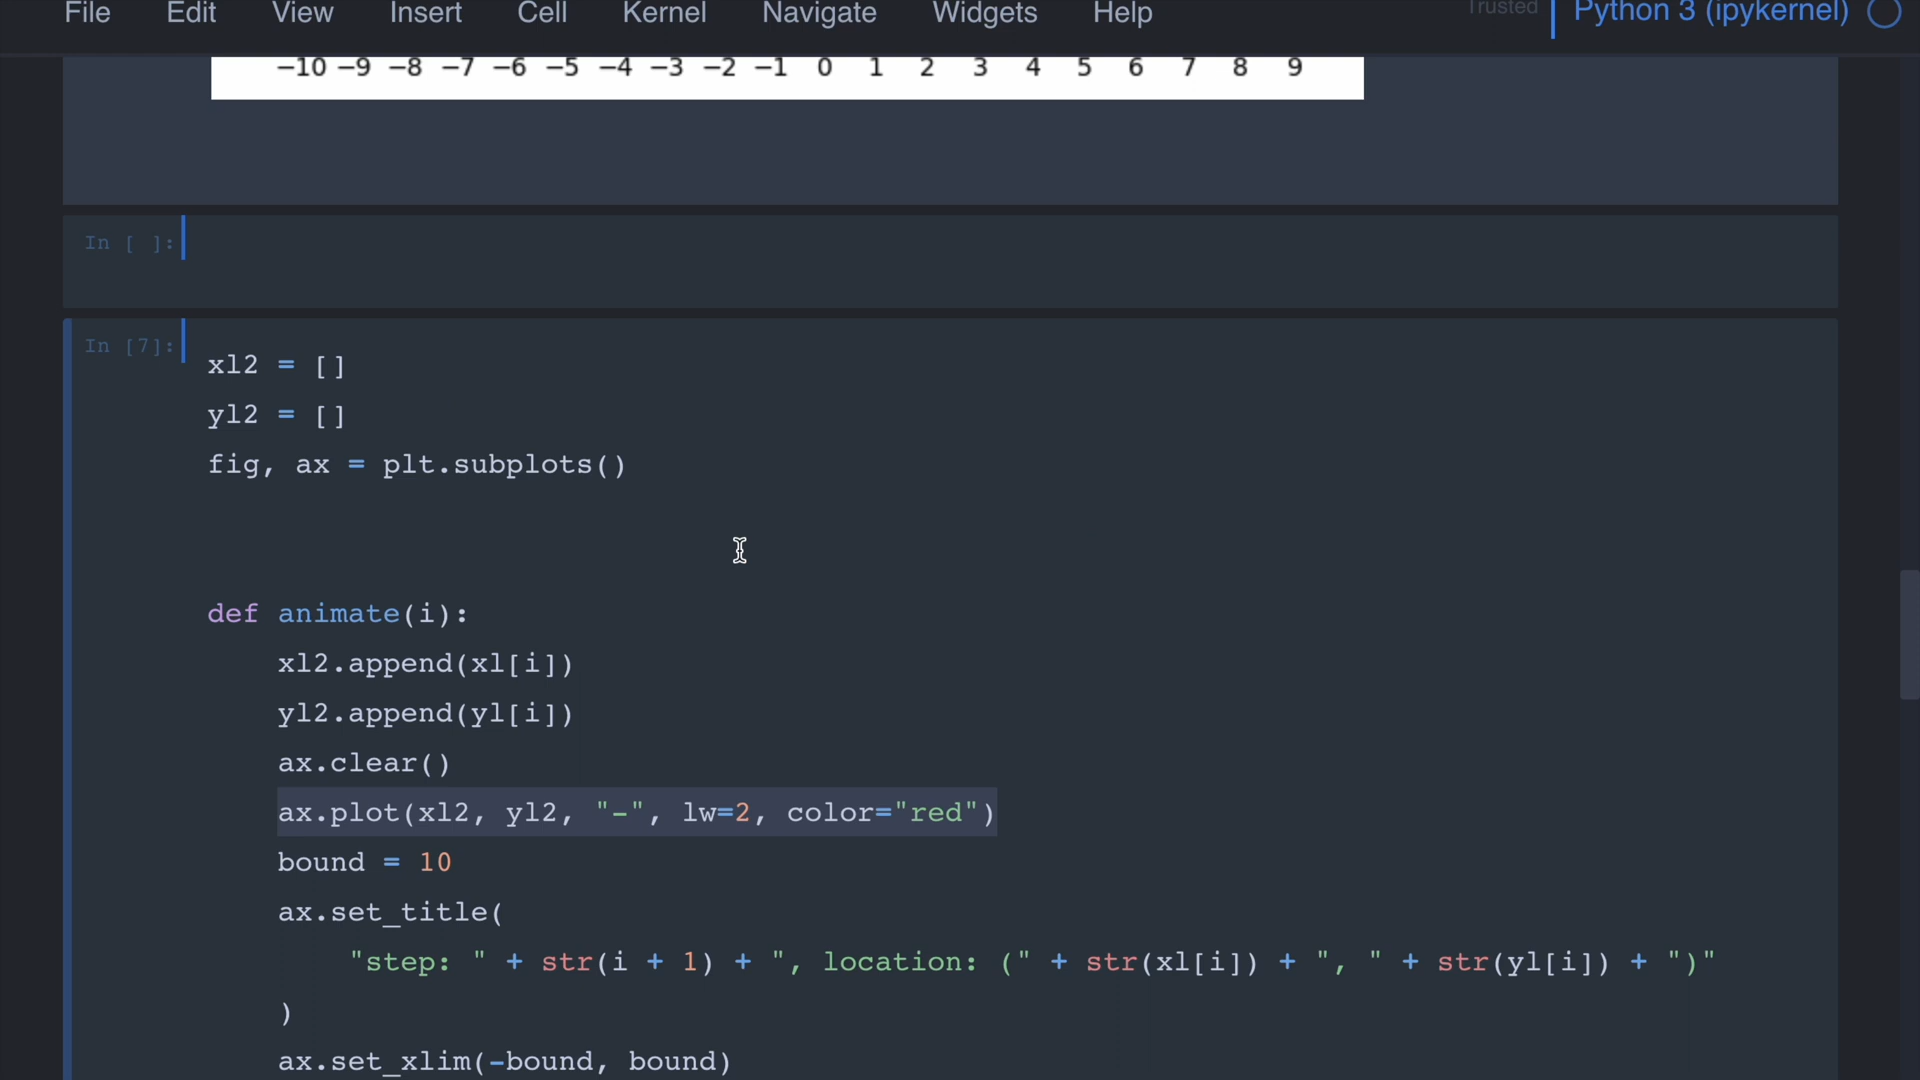 File Edit View Insert Cell Kernel Navigate Widgets Help Trusted Python 3 (ipykernel)
−10 −9 −8 −7 −6 −5 −4 −3 −2 −1 0 1 2 3 4 5 6 7 8 9
In [ ]:
In [7]:
xl2 = []
yl2 = []
fig, ax = plt.subplots()
def animate(i):
xl2.append(xl[i])
yl2.append(yl[i])
ax.clear()
ax.plot(xl2, yl2, "-", lw=2, color="red")
bound = 10
ax.set_title(
"step: " + str(i + 1) + ", location: (" + str(xl[i]) + ", " + str(yl[i]) + ")"
)
ax.set_xlim(-bound, bound)